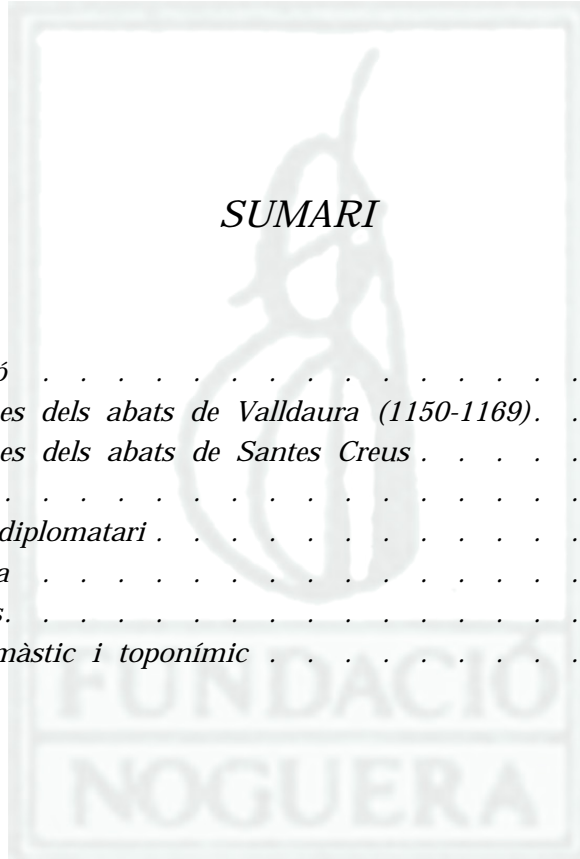 SUMARI
ó . . . . . . . . . . . . . . .
es dels abats de Valldaura (1150-1169). .
es dels abats de Santes Creus . . . . .
. . . . . . . . . . . . . . . .
diplomatari . . . . . . . . . . . .
a . . . . . . . . . . . . . . .
s. . . . . . . . . . . . . . . .
màstic i toponímic . . . . . . . . .
FUNDACIÓ
NOGUERA